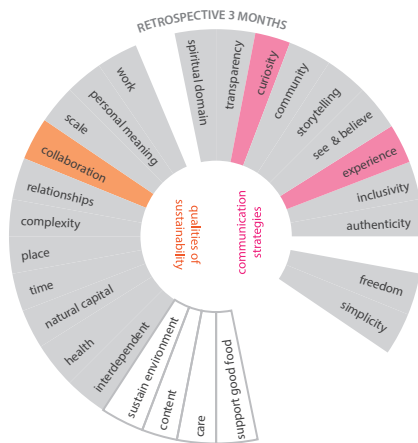 RETROSPECTIVE 3 MONTHS
spiritual domain
transparency
curiosity
community
storytelling
see & believe
experience
inclusivity
authenticity
freedom
simplicity
support good food
care
content
sustain environment
interdependent
health
natural capital
time
place
complexity
relationships
collaboration
scale
personal meaning
work
qualities of
sustainability
communication
strategies